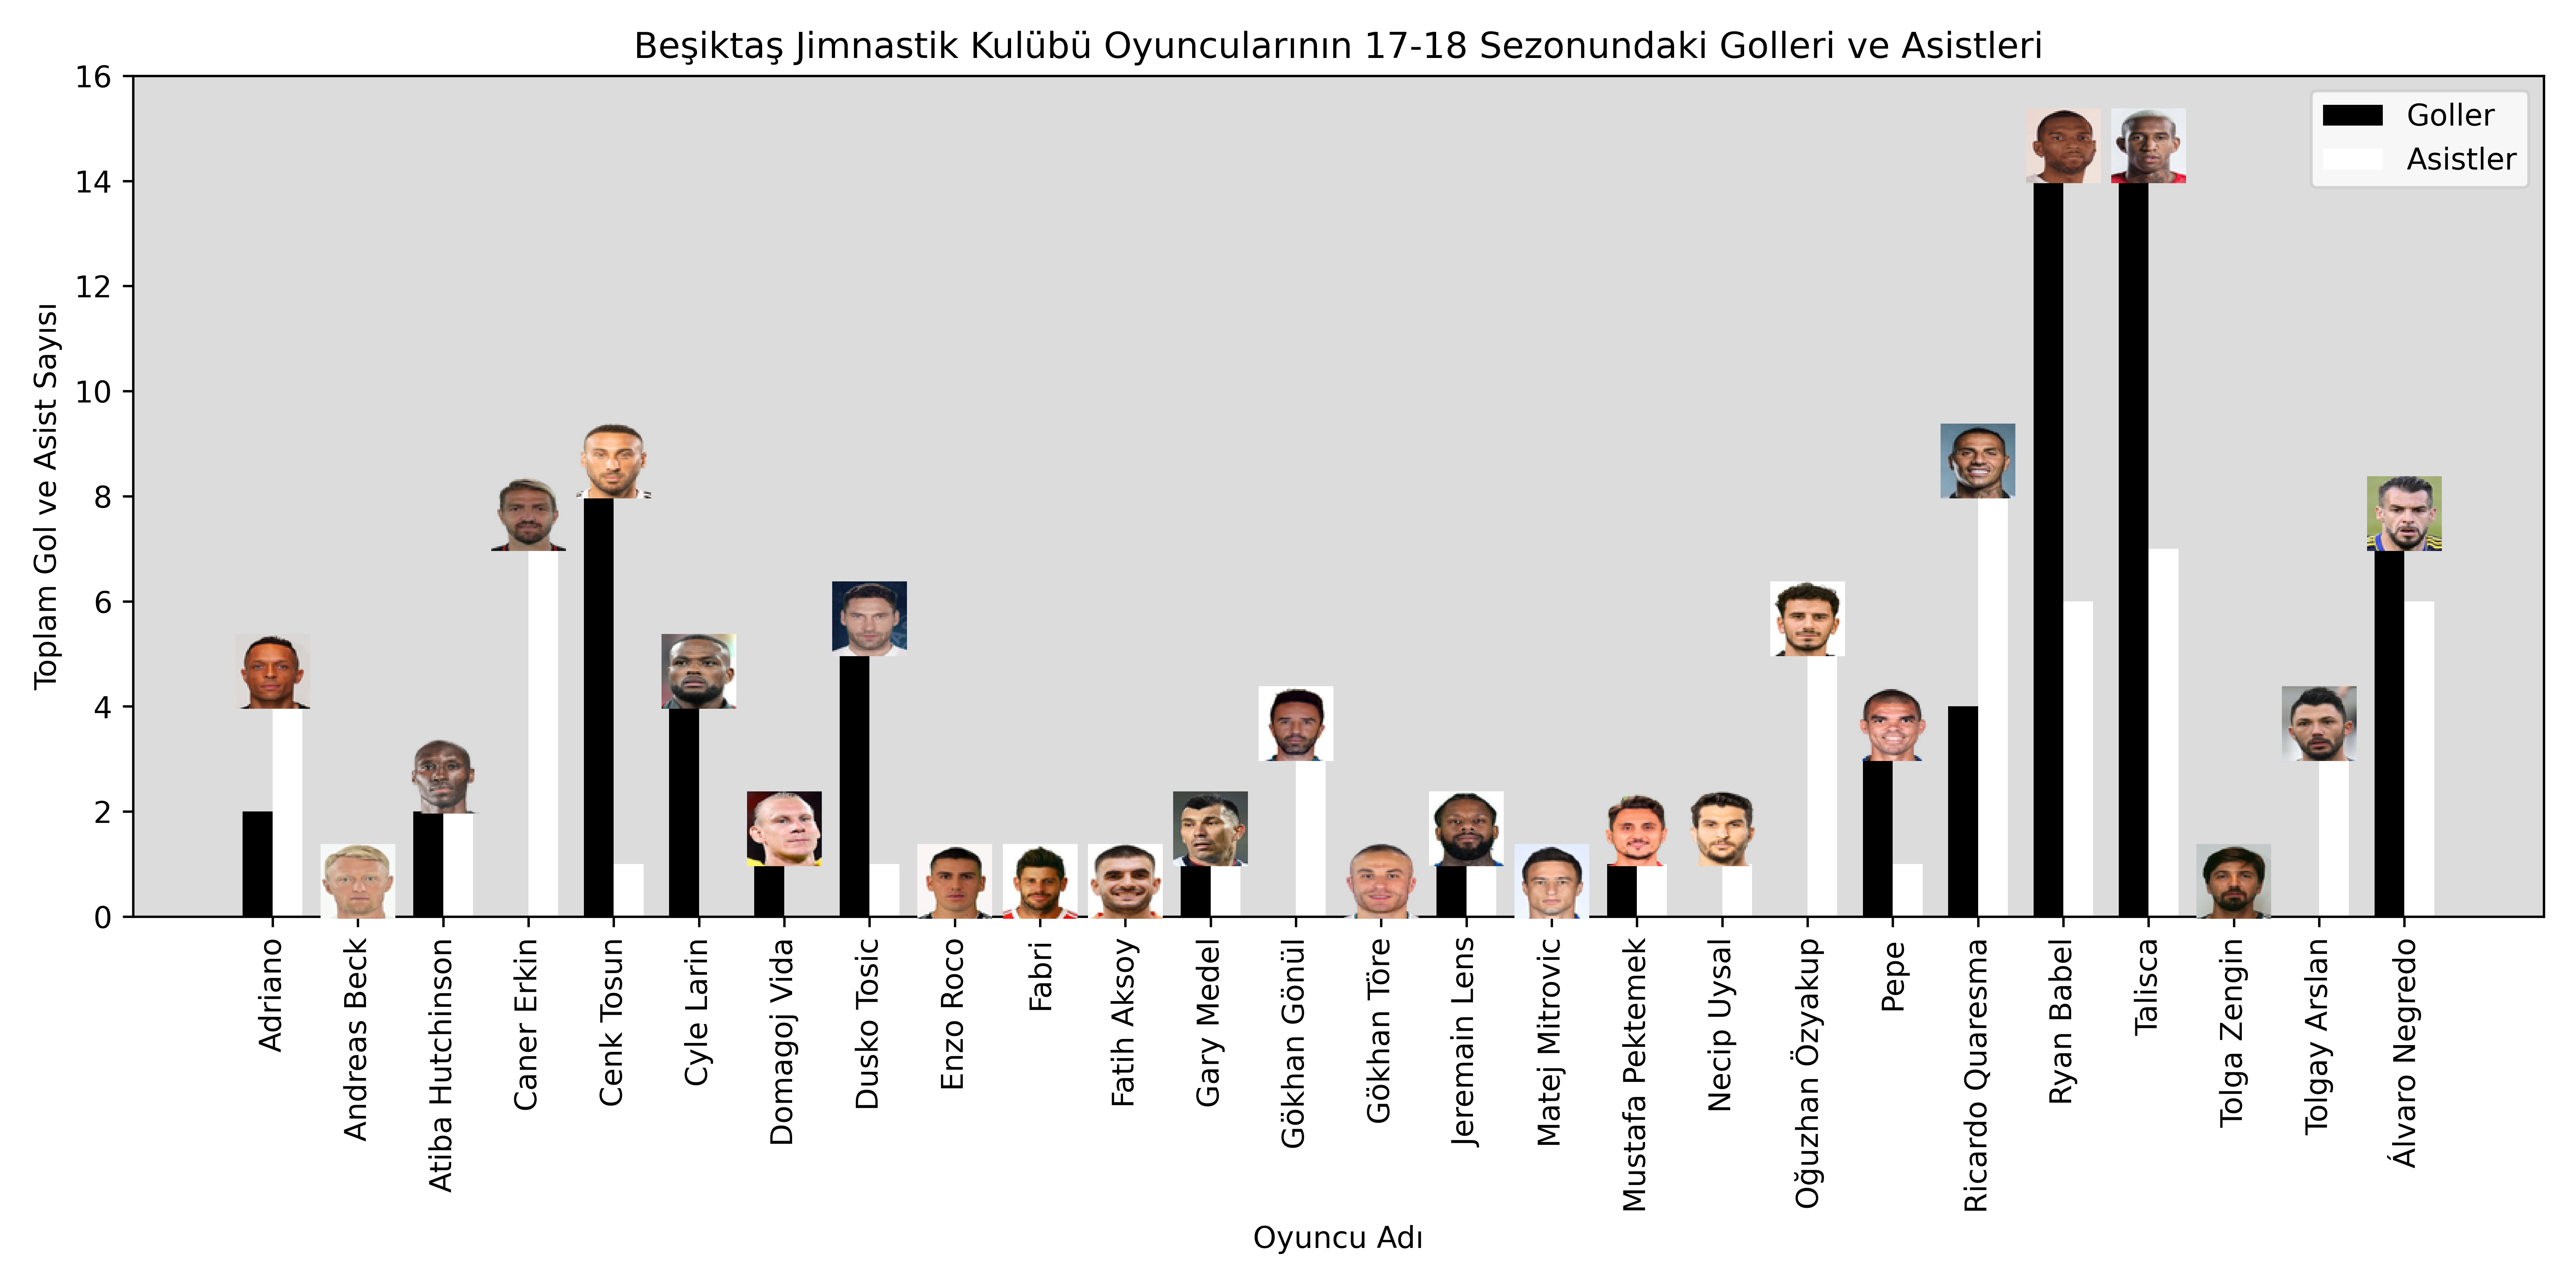 Beşiktaş Jimnastik Kulübü Oyuncularının 17-18 Sezonundaki Golleri ve Asistleri
Goller
Asistler
Toplam Gol ve Asist Sayısı
16
14
12
10
8
6
4
2
0
Adriano
Andreas Beck
Atiba Hutchinson
Caner Erkin
Cenk Tosun
Cyle Larin
Domagoj Vida
Dusko Tosic
Enzo Roco
Fabri
Fatih Aksoy
Gary Medel
Gökhan Gönül
Gökhan Töre
Jeremain Lens
Matej Mitrovic
Mustafa Pektemek
Necip Uysal
Oğuzhan Özyakup
Pepe
Ricardo Quaresma
Ryan Babel
Talisca
Tolga Zengin
Tolgay Arslan
Álvaro Negredo
Oyuncu Adı